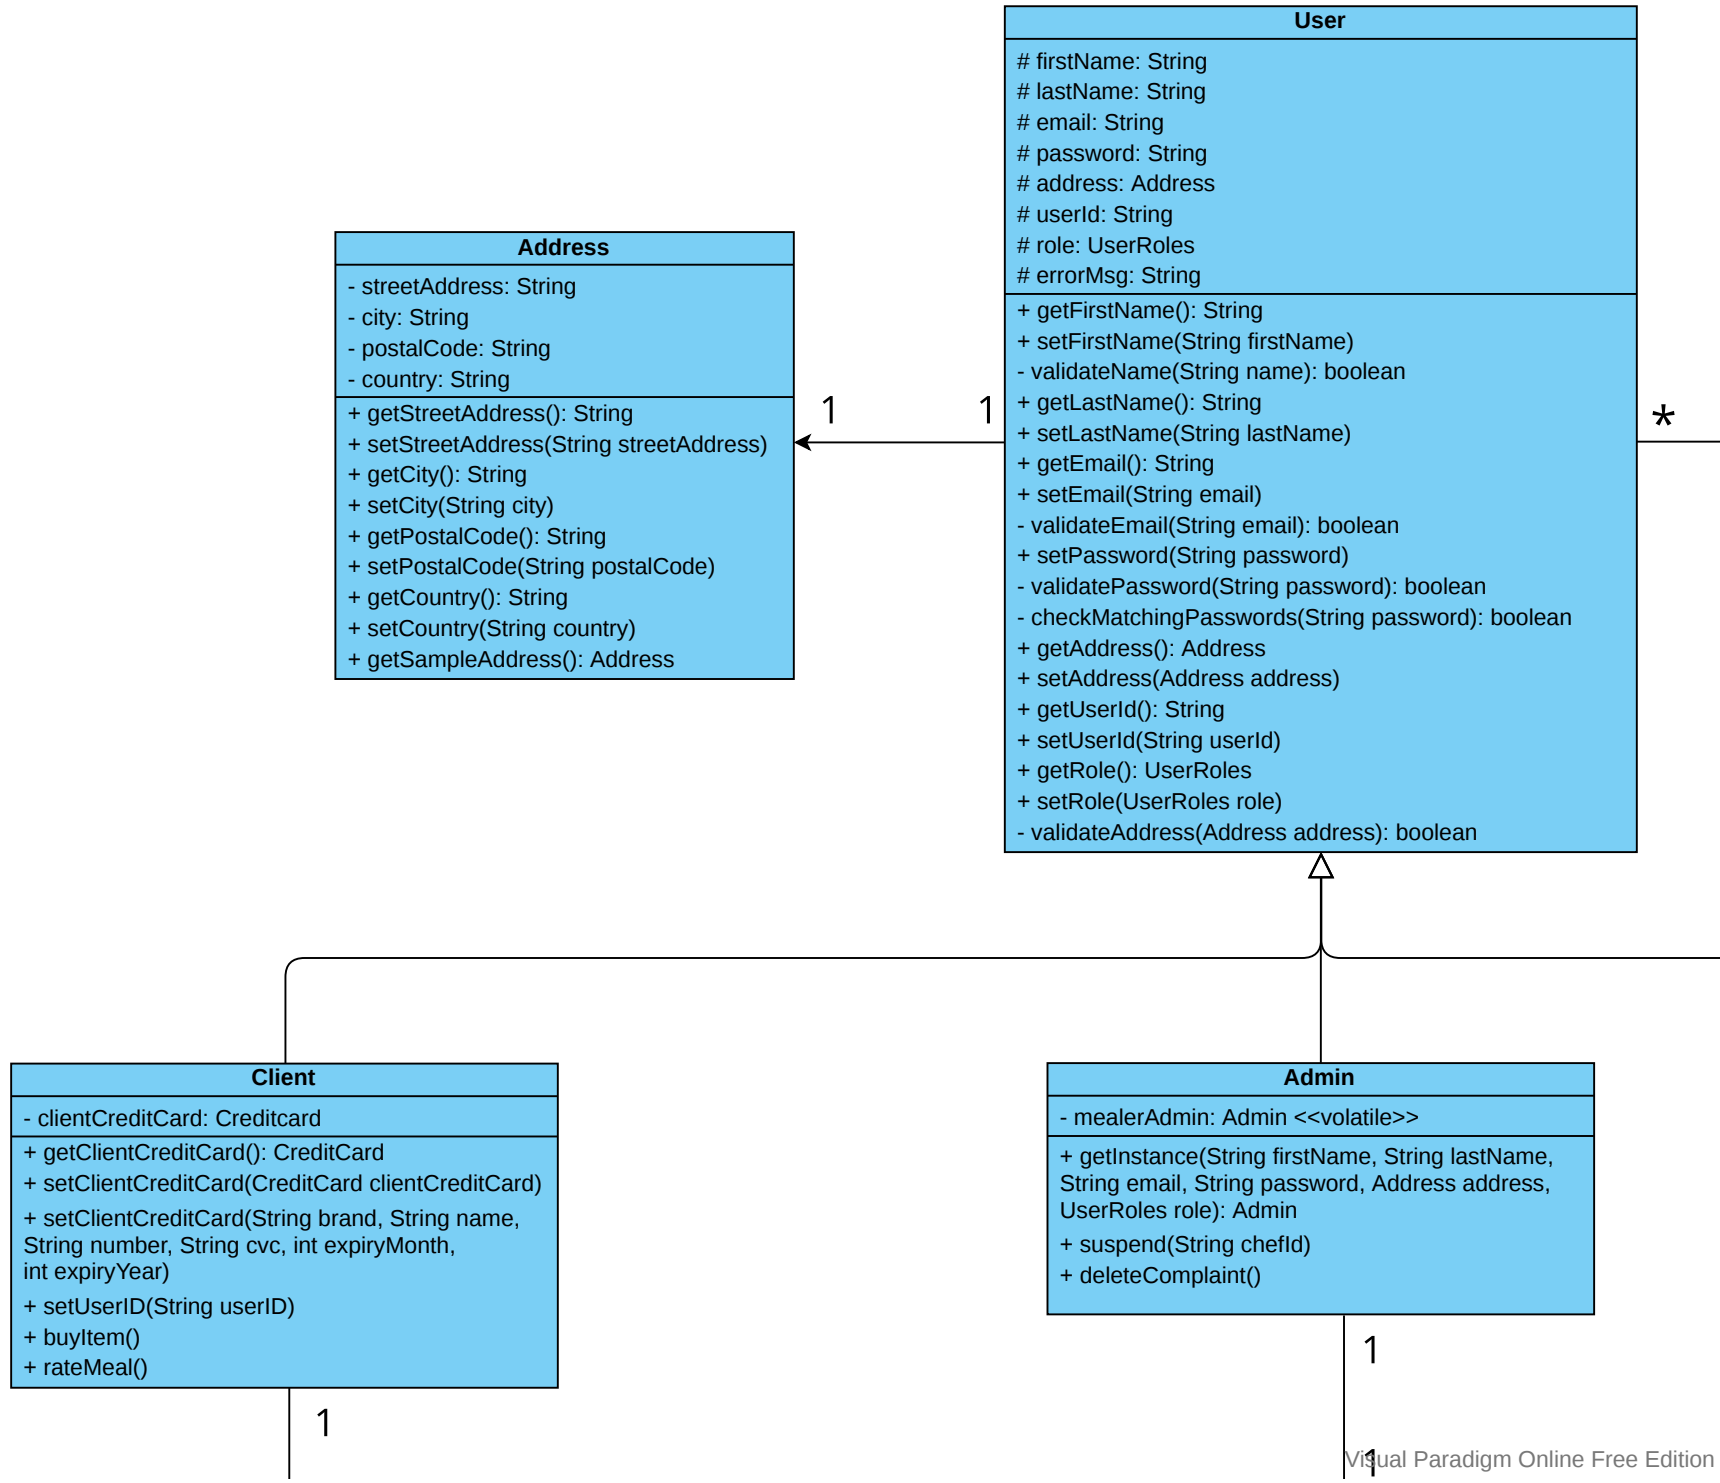 User
# firstName: String
# lastName: String
# email: String
# password: String
# address: Address
# userId: String
# role: UserRoles
# errorMsg: String
+ getFirstName(): String
+ setFirstName(String firstName)
- validateName(String name): boolean
+ getLastName(): String
+ setLastName(String lastName)
+ getEmail(): String
+ setEmail(String email)
- validateEmail(String email): boolean
+ setPassword(String password)
- validatePassword(String password): boolean
- checkMatchingPasswords(String password): boolean
+ getAddress(): Address
+ setAddress(Address address)
+ getUserId(): String
+ setUserId(String userId)
+ getRole(): UserRoles
+ setRole(UserRoles role)
- validateAddress(Address address): boolean
Address
- streetAddress: String
- city: String
- postalCode: String
- country: String
+ getStreetAddress(): String
+ setStreetAddress(String streetAddress)
+ getCity(): String
+ setCity(String city)
+ getPostalCode(): String
+ setPostalCode(String postalCode)
+ getCountry(): String
+ setCountry(String country)
+ getSampleAddress(): Address
1
1
*
Client
- clientCreditCard: Creditcard
+ getClientCreditCard(): CreditCard
+ setClientCreditCard(CreditCard clientCreditCard)
+ setClientCreditCard(String brand, String name,
String number, String cvc, int expiryMonth,
int expiryYear)
+ setUserID(String userID)
+ buyItem()
+ rateMeal()
1
Admin
- mealerAdmin: Admin <<volatile>>
+ getInstance(String firstName, String lastName,
String email, String password, Address address,
UserRoles role): Admin
+ suspend(String chefId)
+ deleteComplaint()
1
1
Visual Paradigm Online Free Edition